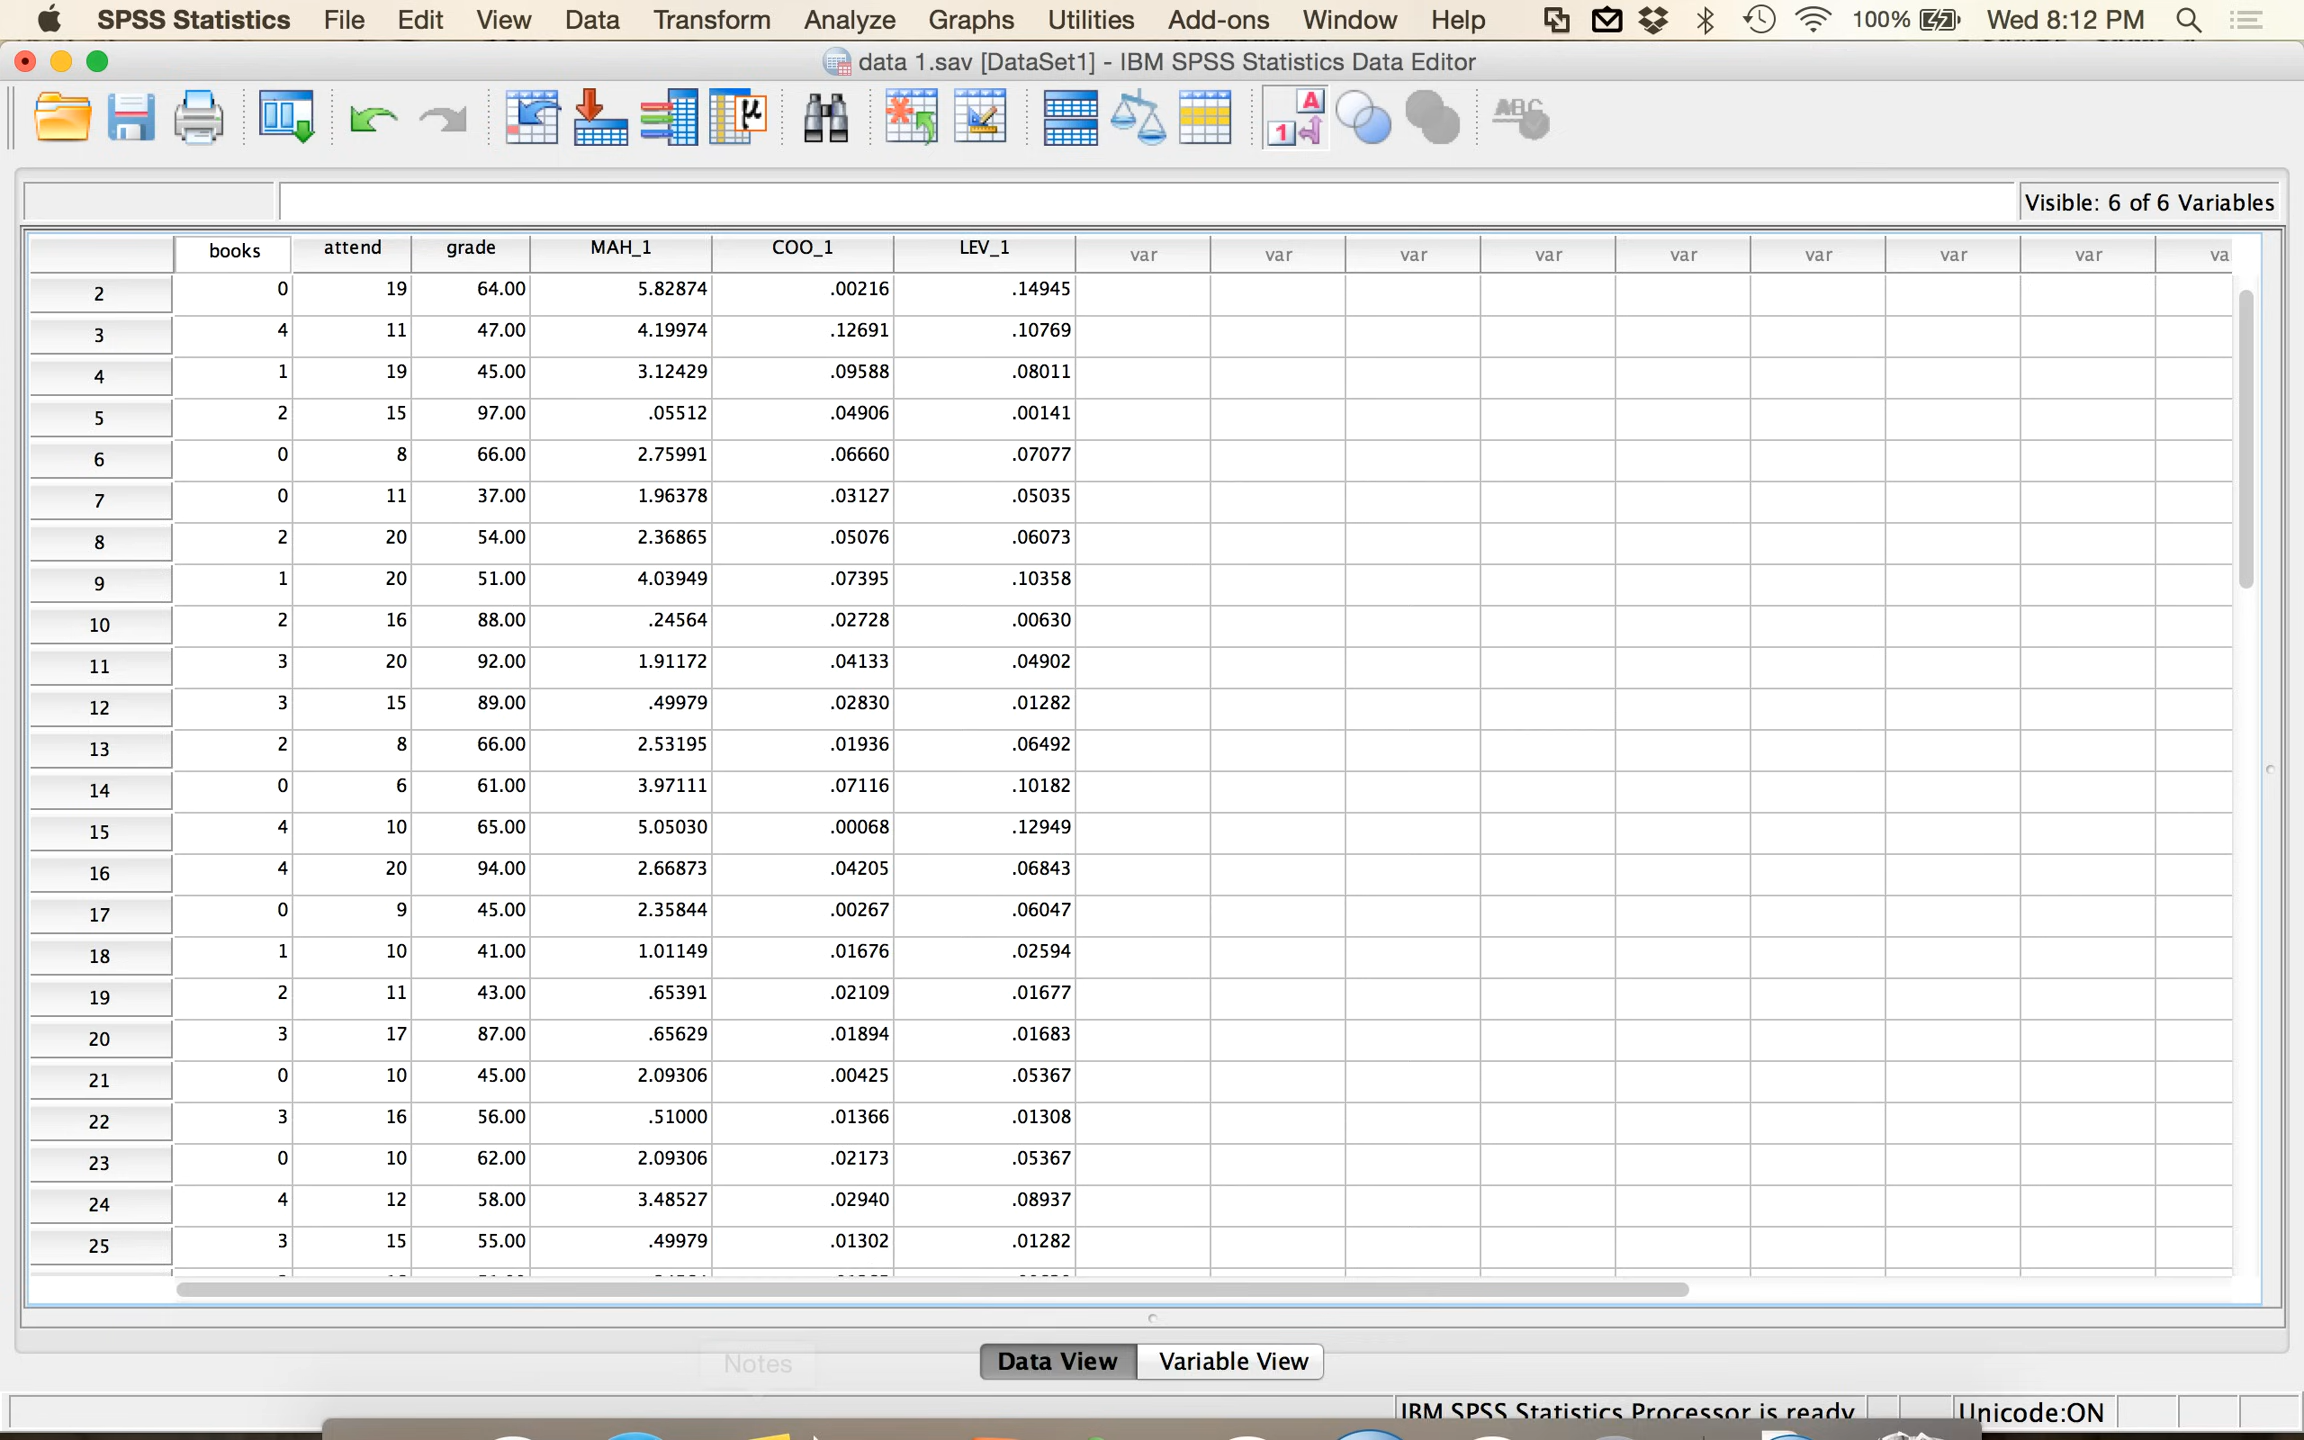 SPSS Statistics File Edit View Data Transform Analyze Graphs Utilities Add-ons Window Help 100% Wed 8:12 PM
data 1.sav [DataSet1] - IBM SPSS Statistics Data Editor
A
1
μ
ABC
Visible: 6 of 6 Variables
books attend grade MAH_1 COO_1 LEV_1 var var var var var var var var va
2 0 19 64.00 5.82874 .00216 .14945
3 4 11 47.00 4.19974 .12691 .10769
4 1 19 45.00 3.12429 .09588 .08011
5 2 15 97.00 .05512 .04906 .00141
6 0 8 66.00 2.75991 .06660 .07077
7 0 11 37.00 1.96378 .03127 .05035
8 2 20 54.00 2.36865 .05076 .06073
9 1 20 51.00 4.03949 .07395 .10358
10 2 16 88.00 .24564 .02728 .00630
11 3 20 92.00 1.91172 .04133 .04902
12 3 15 89.00 .49979 .02830 .01282
13 2 8 66.00 2.53195 .01936 .06492
14 0 6 61.00 3.97111 .07116 .10182
15 4 10 65.00 5.05030 .00068 .12949
16 4 20 94.00 2.66873 .04205 .06843
17 0 9 45.00 2.35844 .00267 .06047
18 1 10 41.00 1.01149 .01676 .02594
19 2 11 43.00 .65391 .02109 .01677
20 3 17 87.00 .65629 .01894 .01683
21 0 10 45.00 2.09306 .00425 .05367
22 3 16 56.00 .51000 .01366 .01308
23 0 10 62.00 2.09306 .02173 .05367
24 4 12 58.00 3.48527 .02940 .08937
25 3 15 55.00 .49979 .01302 .01282
Notes
Data View Variable View
IBM SPSS Statistics Processor is ready Unicode:ON